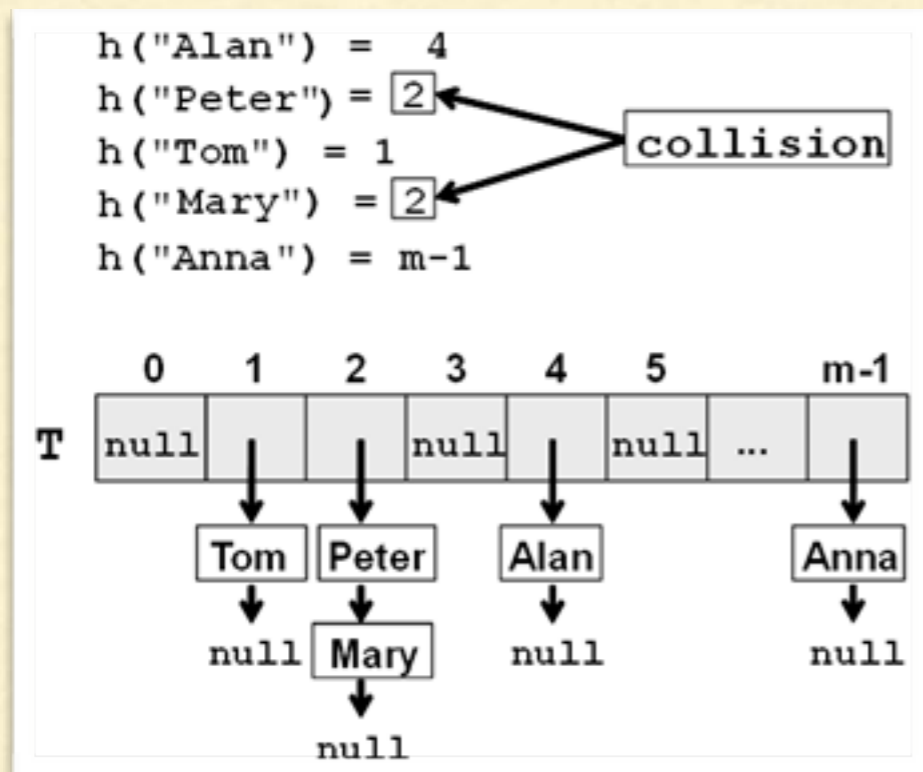 h("Alan") = 4
h("Peter") = 2
collision
h("Tom") = 1
h("Mary") = 2
h("Anna") = m-1
0 1 2 3 4 5 m-1
T null null null ...
Tom Peter Alan Anna
null Mary null null
null